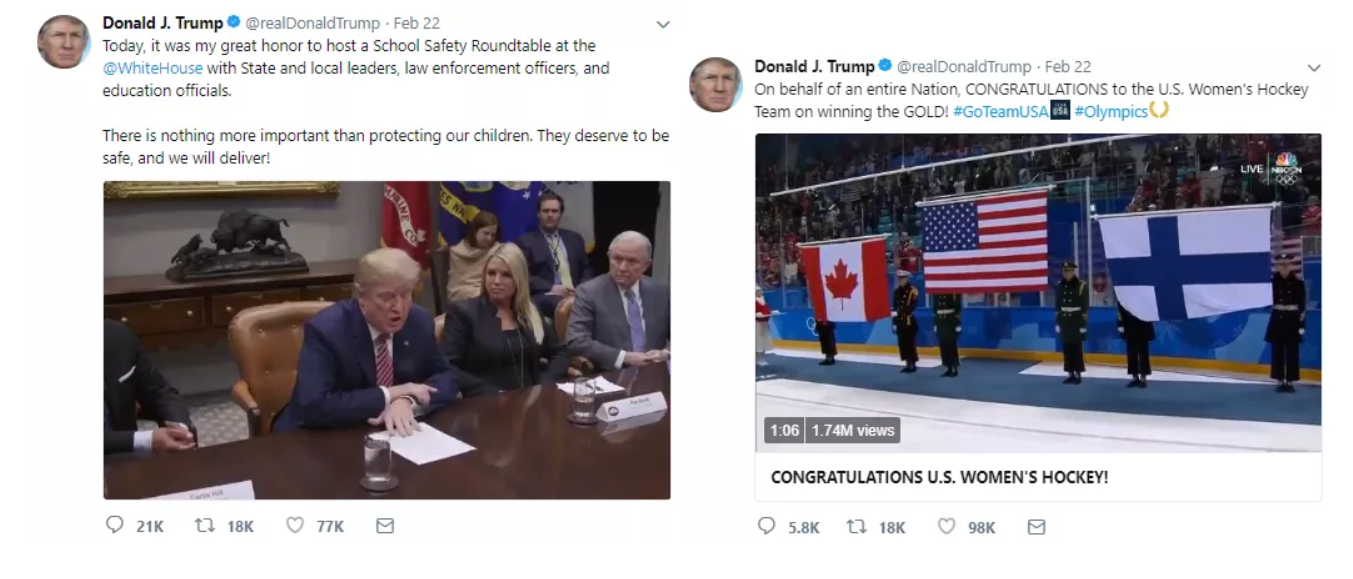 Donald J. Trump @realDonaldTrump · Feb 22
Today, it was my great honor to host a School Safety Roundtable at the
@WhiteHouse with State and local leaders, law enforcement officers, and
education officials.
There is nothing more important than protecting our children. They deserve to be
safe, and we will deliver!
MARINE CO
21K 18K 77K
Donald J. Trump @realDonaldTrump · Feb 22
On behalf of an entire Nation, CONGRATULATIONS to the U.S. Women's Hockey
Team on winning the GOLD! #GoTeamUSA #Olympics
LIVE NBCSN
1:06 1.74M views
CONGRATULATIONS U.S. WOMEN'S HOCKEY!
5.8K 18K 98K